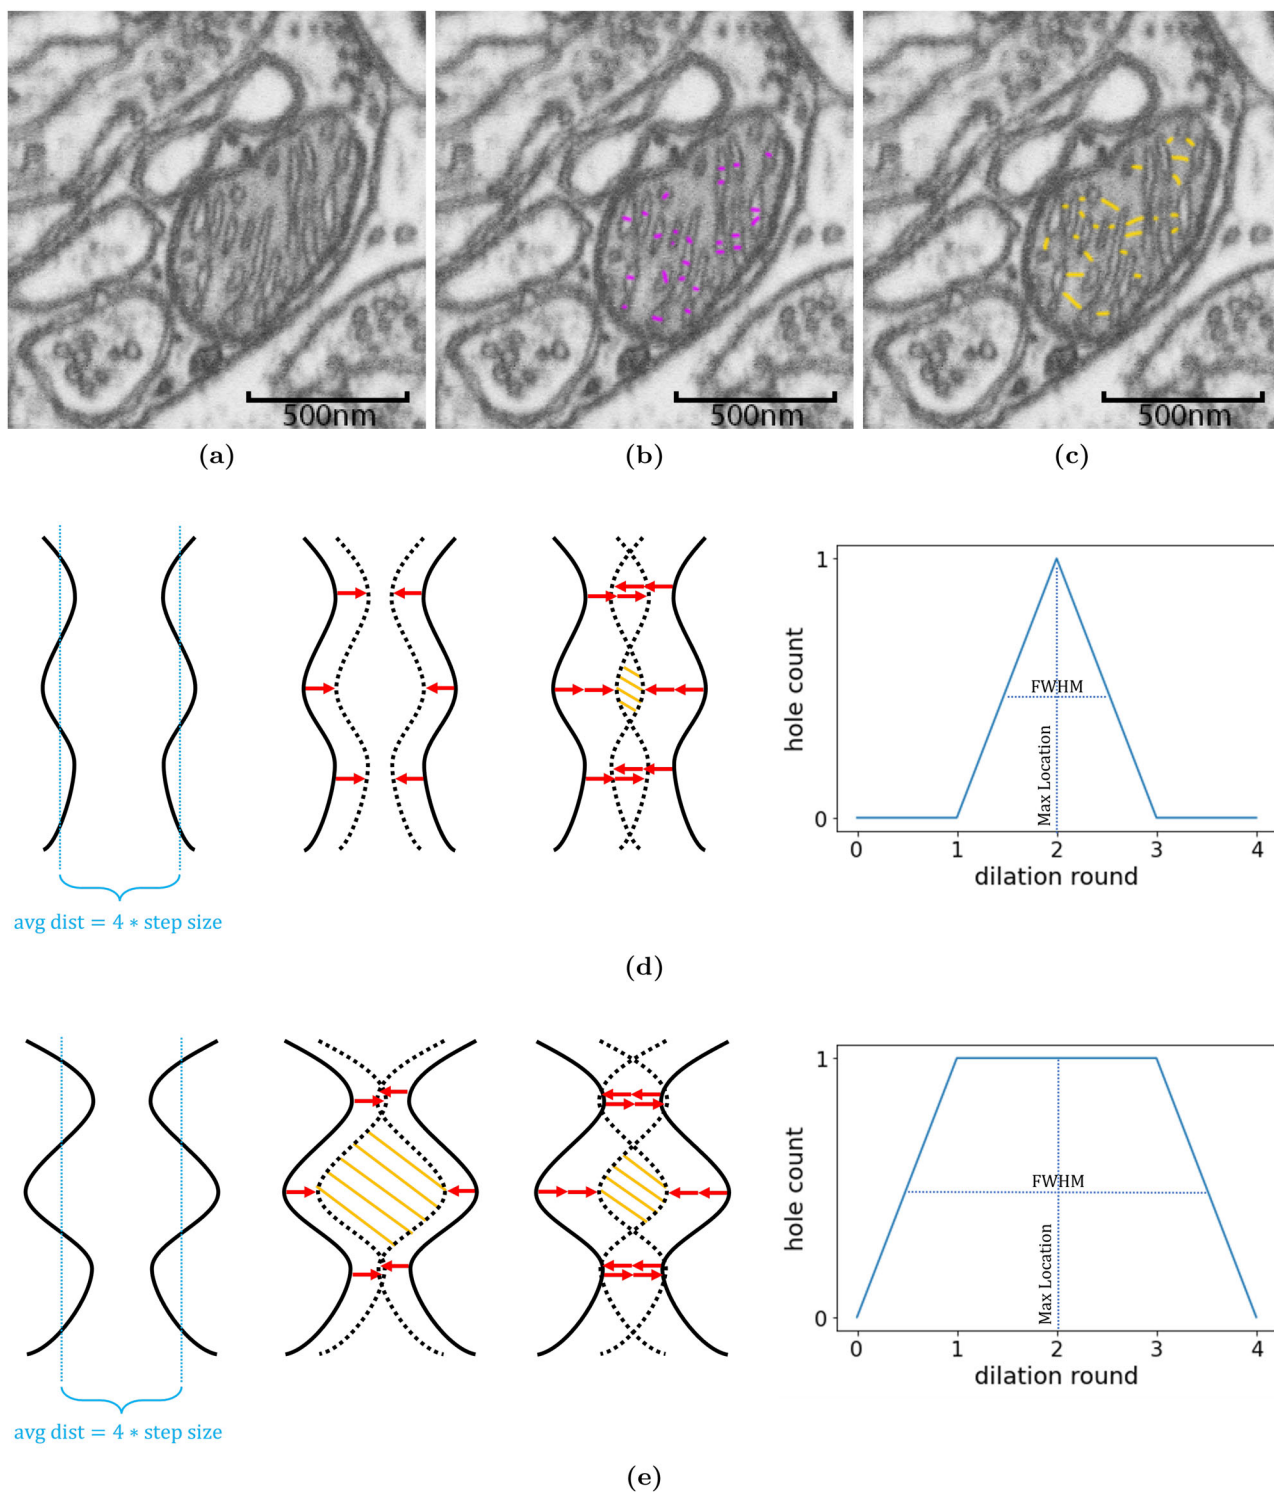 500nm 500nm 500nm
(a) (b) (c)
avg dist = 4 ∗ step size
hole count
1
0
FWHM
Max Location
0 1 2 3 4
dilation round
(d)
avg dist = 4 ∗ step size
hole count
1
0
FWHM
Max Location
0 1 2 3 4
dilation round
(e)